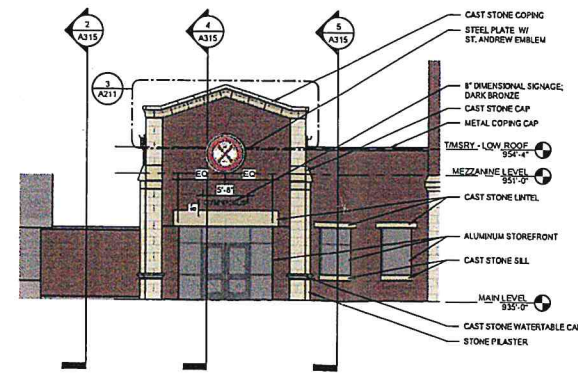 2
A315
4
A315
5
A315
3
A211
CAST STONE COPING
STEEL PLATE W/
ST. ANDREW EMBLEM
8" DIMENSIONAL SIGNAGE;
DARK BRONZE
CAST STONE CAP
METAL COPING CAP
T/MSRY - LOW ROOF
954'-4"
MEZZANINE LEVEL
951'-0"
EQ EQ
5'-8"
CAST STONE LINTEL
ALUMINUM STOREFRONT
CAST STONE SILL
MAIN LEVEL
935'-0"
CAST STONE WATERTABLE CA
STONE PILASTER